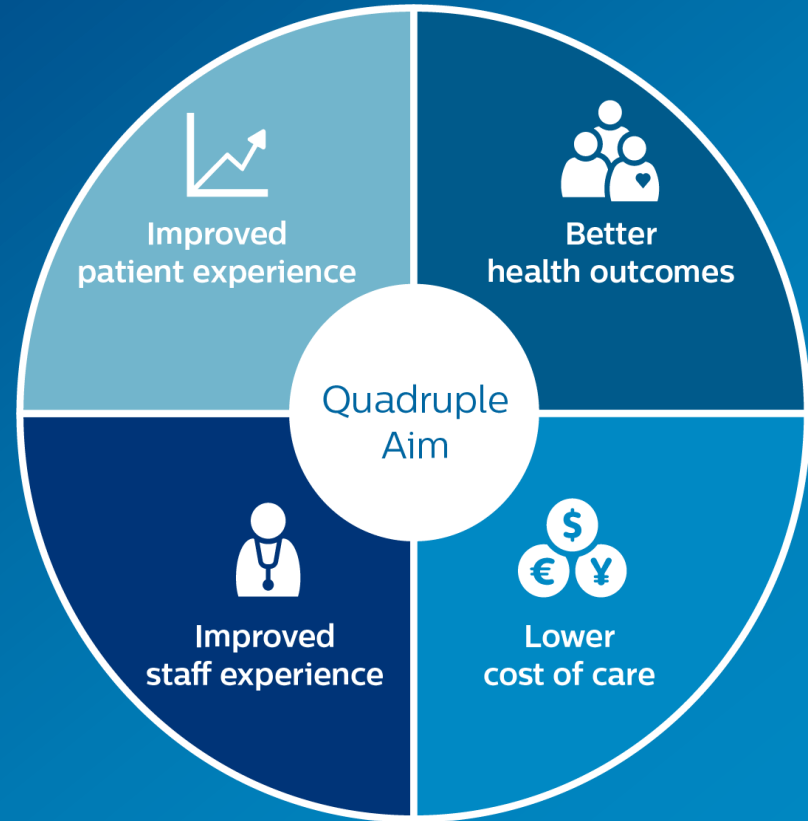 Improved
patient experience
Better
health outcomes
Quadruple
Aim
Improved
staff experience
$
€ ¥
Lower
cost of care